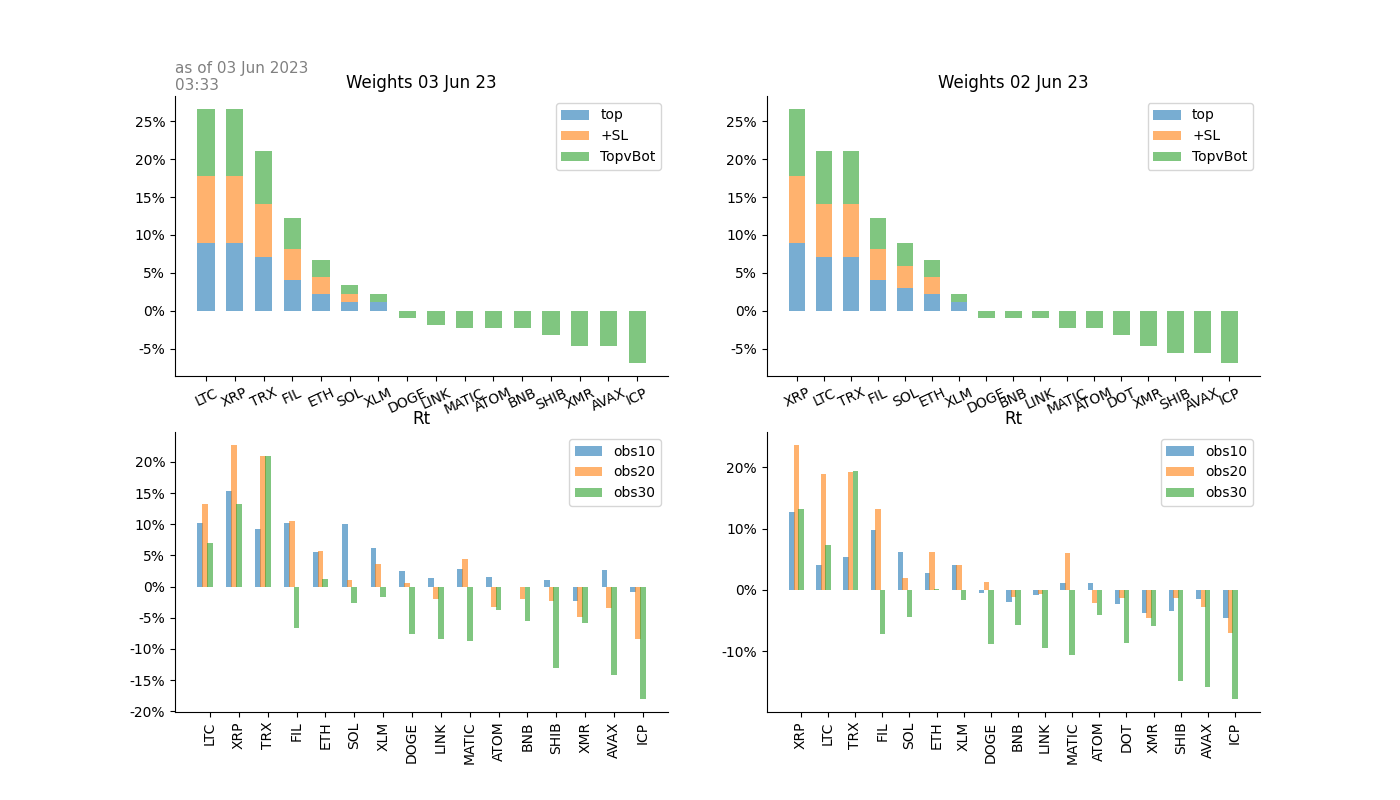 as of 03 Jun 2023
03:33
Weights 03 Jun 23
25%
20%
15%
10%
5%
0%
-5%
top
+SL
TopvBot
LTC XRP TRX FIL ETH SOL XLM DOGE LINK MATIC ATOM BNB SHIB XMR AVAX ICP
Weights 02 Jun 23
25%
20%
15%
10%
5%
0%
-5%
top
+SL
TopvBot
XRP LTC TRX FIL SOL ETH XLM DOGE BNB LINK MATIC ATOM DOT XMR SHIB AVAX ICP
Rt
20%
15%
10%
5%
0%
-5%
-10%
-15%
-20%
obs10
obs20
obs30
LTC XRP TRX FIL ETH SOL XLM DOGE LINK MATIC ATOM BNB SHIB XMR AVAX ICP
Rt
20%
10%
0%
-10%
obs10
obs20
obs30
XRP LTC TRX FIL SOL ETH XLM DOGE BNB LINK MATIC ATOM DOT XMR SHIB AVAX ICP